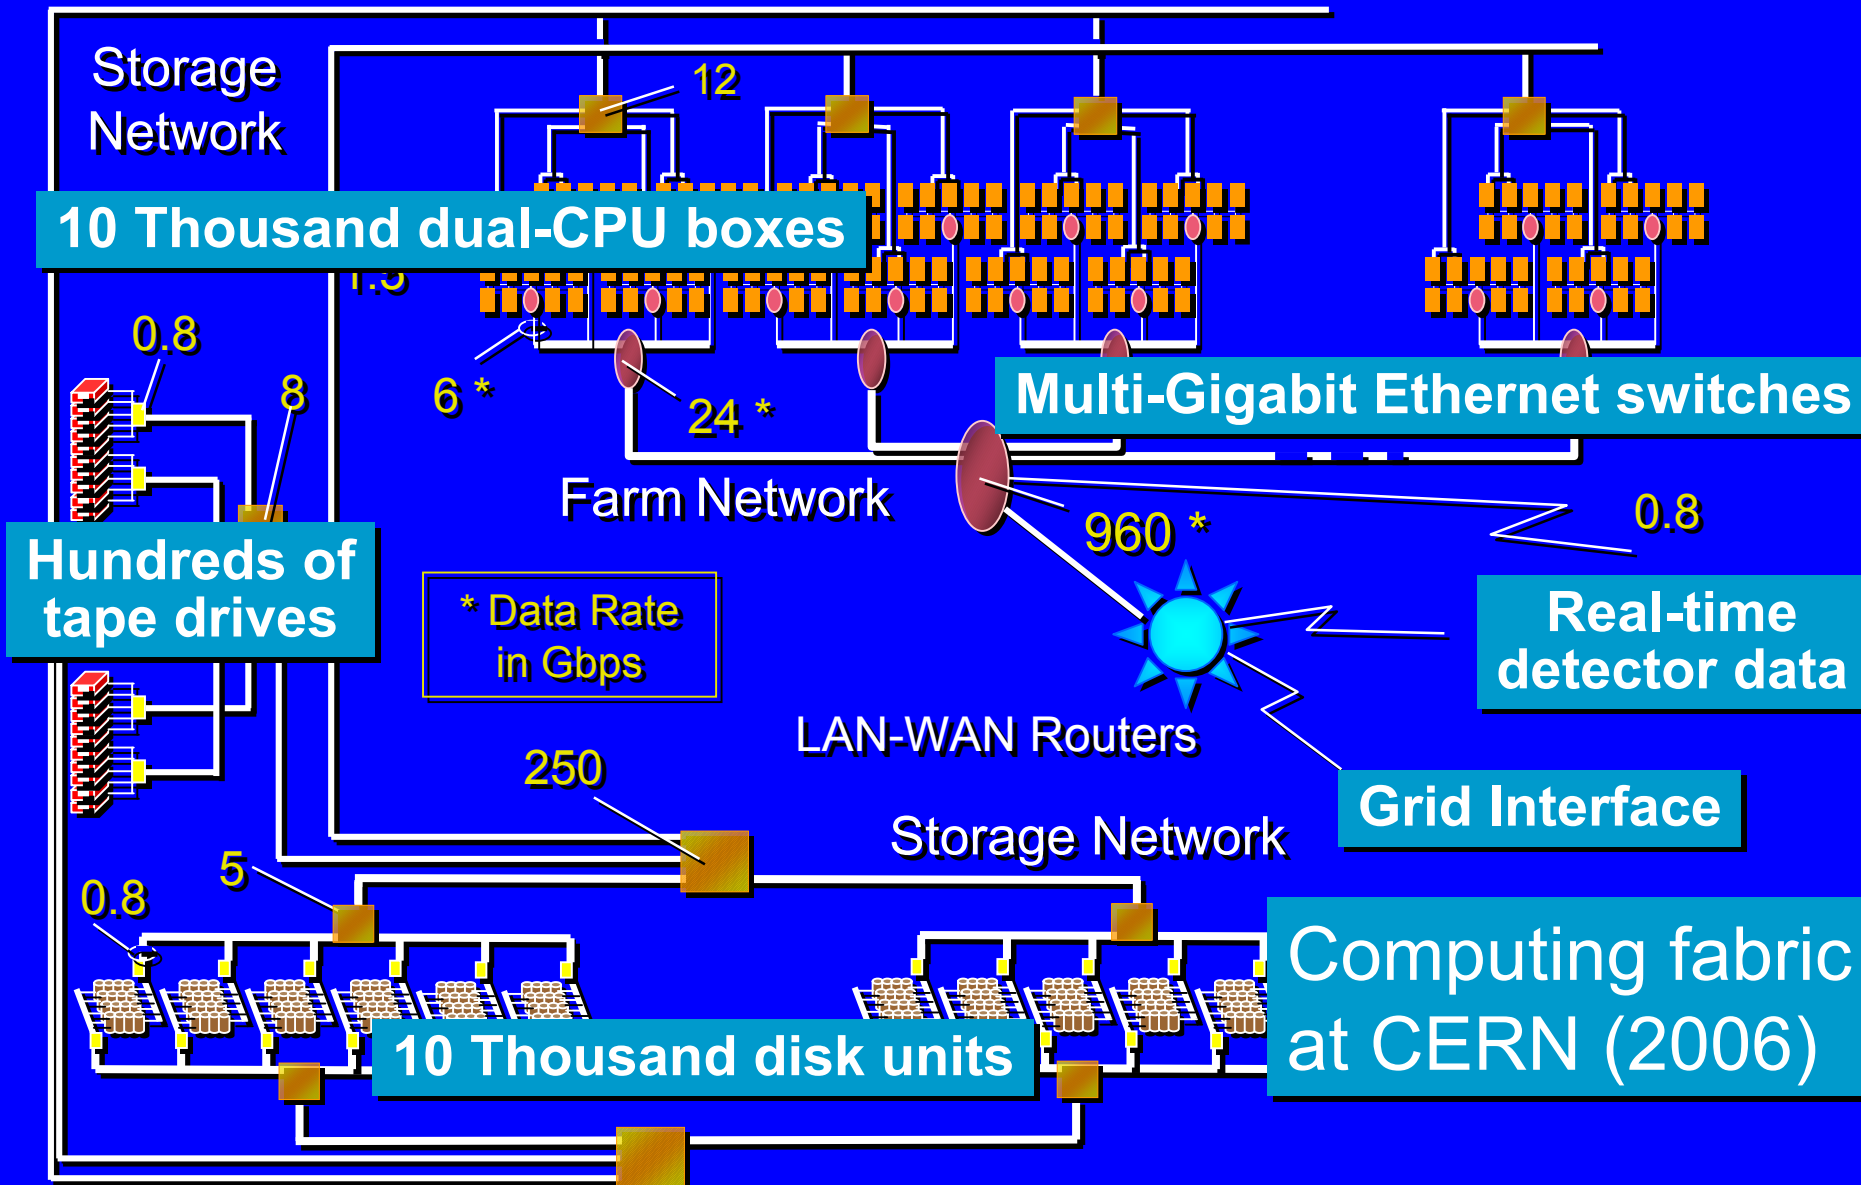 Storage
Network
12
10 Thousand dual-CPU boxes
1.5
0.8
8
6 *
24 *
Multi-Gigabit Ethernet switches
Farm Network
960 *
0.8
Hundreds of
tape drives
* Data Rate
in Gbps
Real-time
detector data
LAN-WAN Routers
250
Grid Interface
Storage Network
5
0.8
Computing fabric
at CERN (2006)
10 Thousand disk units